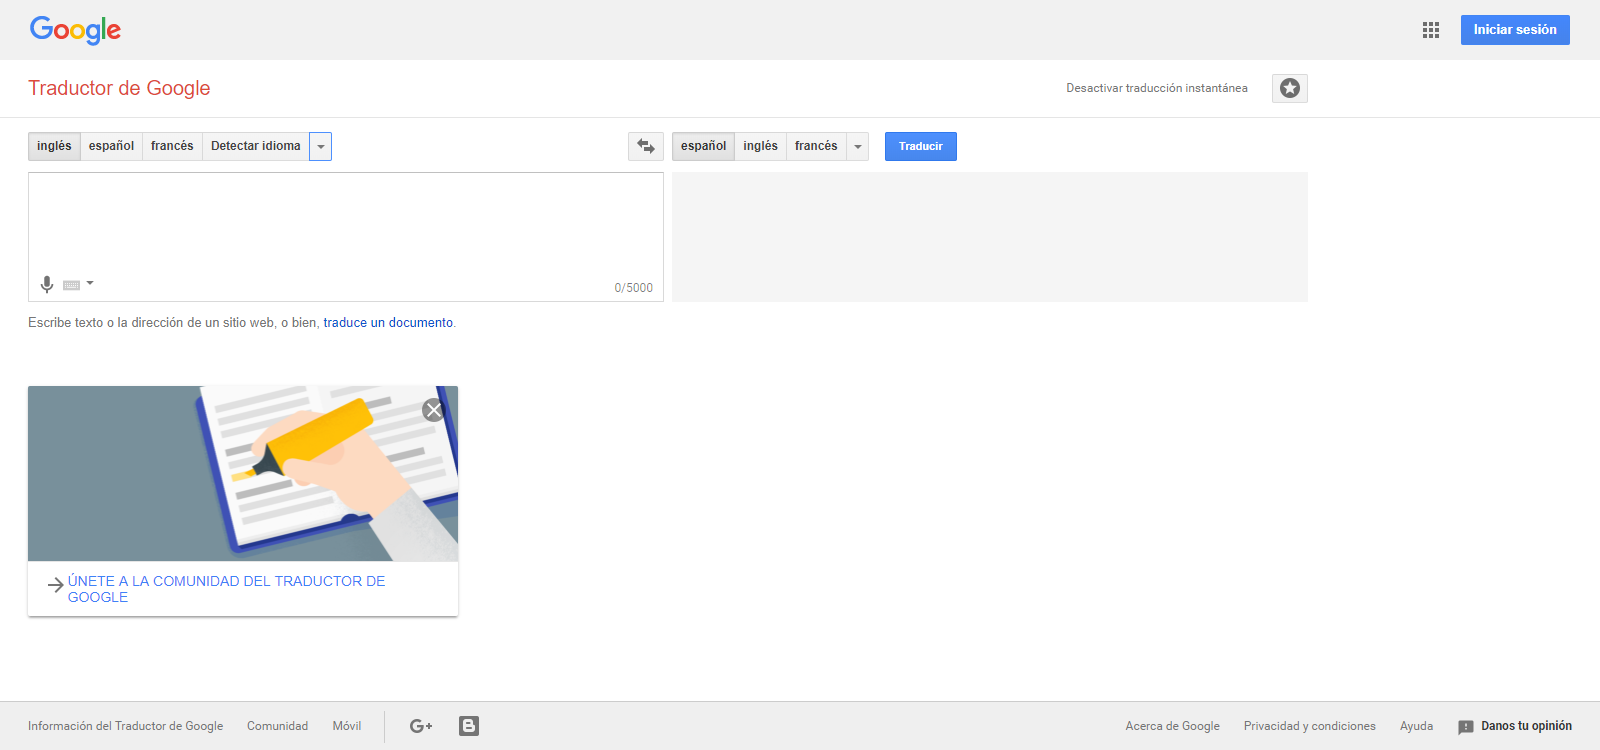 Google
Iniciar sesión
Traductor de Google
Desactivar traducción instantánea
inglés español francés Detectar idioma
español inglés francés
Traducir
0/5000
Escribe texto o la dirección de un sitio web, o bien, traduce un documento.
ÚNETE A LA COMUNIDAD DEL TRADUCTOR DE
GOOGLE
Información del Traductor de Google Comunidad Móvil G+ Acerca de Google Privacidad y condiciones Ayuda Danos tu opinión